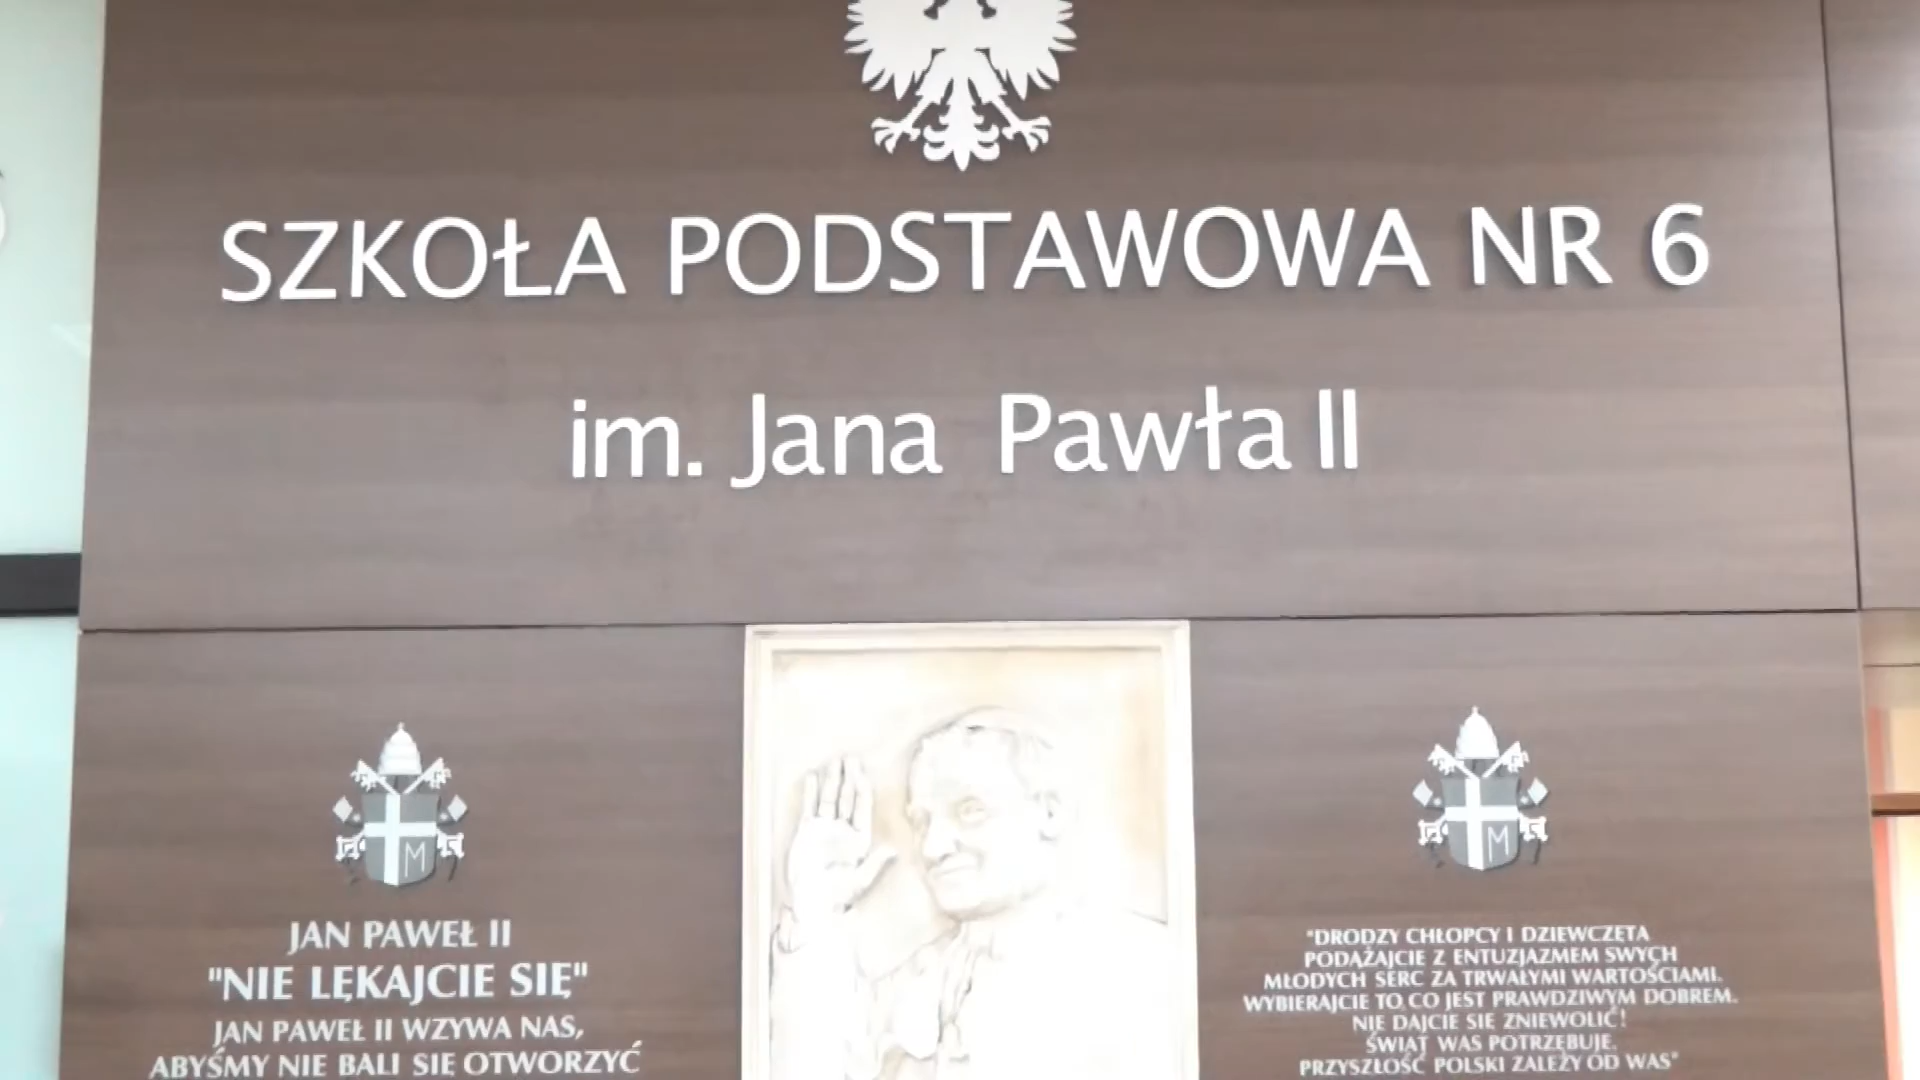 SZKOŁA PODSTAWOWA NR 6
im. Jana Pawła II
JAN PAWEŁ II
"NIE LĘKAJCIE SIĘ"
JAN PAWEŁ II WZYWA NAS,
ABYŚMY NIE BALI SIĘ OTWORZYĆ
"DRODZY CHŁOPCY I DZIEWCZĘTA
PODĄŻAJCIE Z ENTUZJAZMEM SWYCH
MŁODYCH SERC ZA TRWAŁYMI WARTOŚCIAMI.
WYBIERAJCIE TO, CO JEST PRAWDZIWYM DOBREM.
NIE DAJCIE SIĘ ZNIEWOLIĆ!
ŚWIAT WAS POTRZEBUJE.
PRZYSZŁOŚĆ POLSKI ZALEŻY OD WAS"
M
M